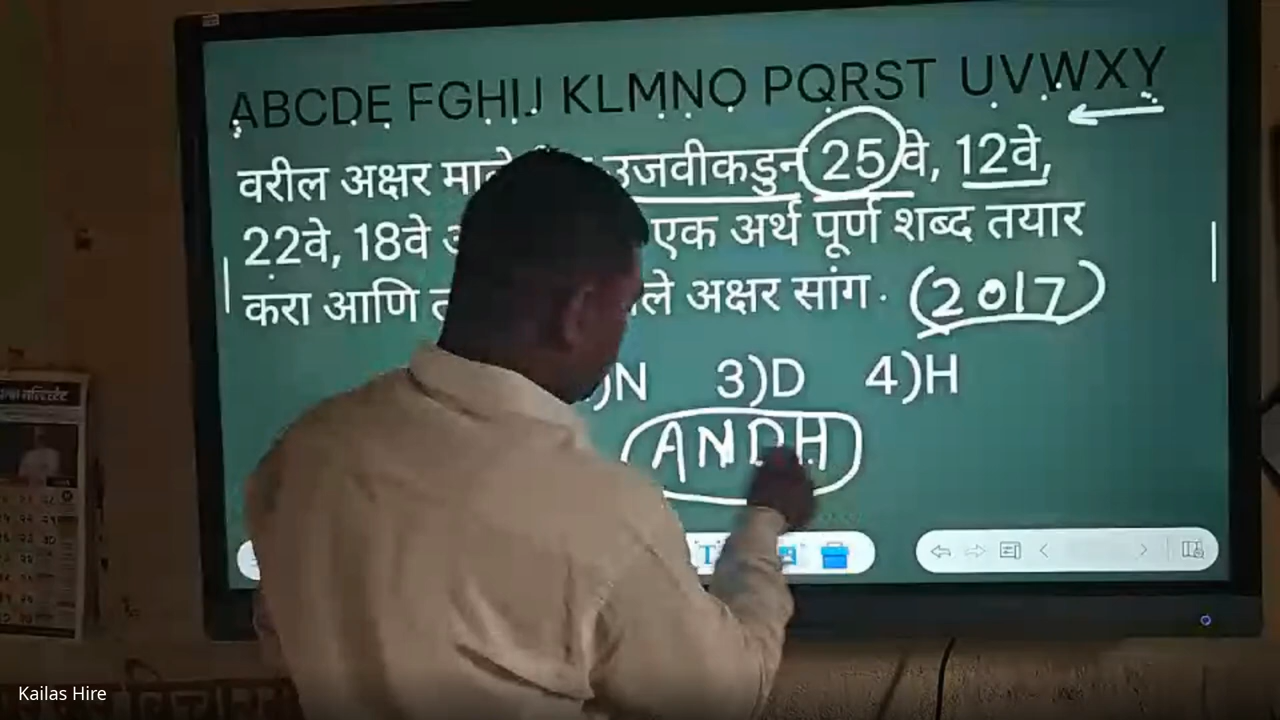 ABCDE FGHIJ KLMNO PQRST UVWXY
वरील अक्षर उजवीकडुन 25 वे, 12वे,
22वे, 18वे एक अर्थ पूर्ण शब्द तयार
करा आणि अक्षर सांग. (2017)
)N 3)D 4)H
ANDH
Kailas Hire